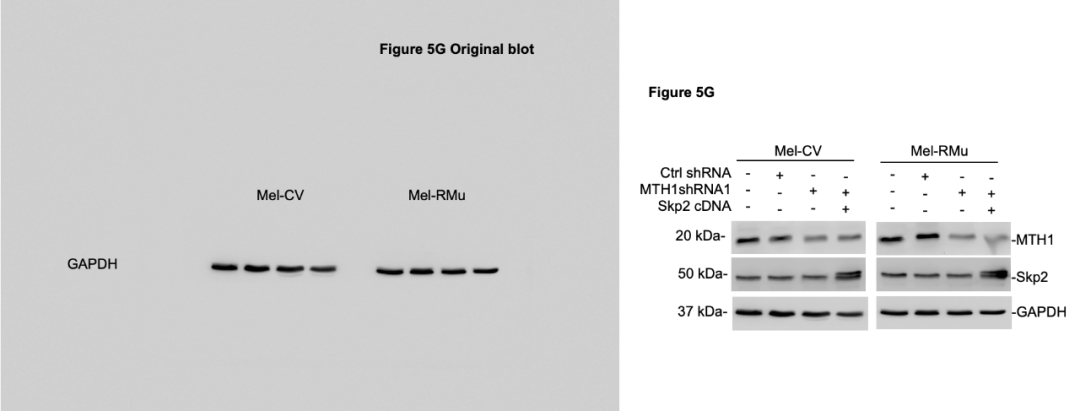 Figure 5G Original blot
Mel-CV Mel-RMu
GAPDH
Figure 5G
Mel-CV Mel-RMu
Ctrl shRNA - + - - - + - -
MTH1shRNA1 - - + + - - + +
Skp2 cDNA - - - + - - - +
20 kDa- -MTH1
50 kDa- -Skp2
37 kDa- -GAPDH